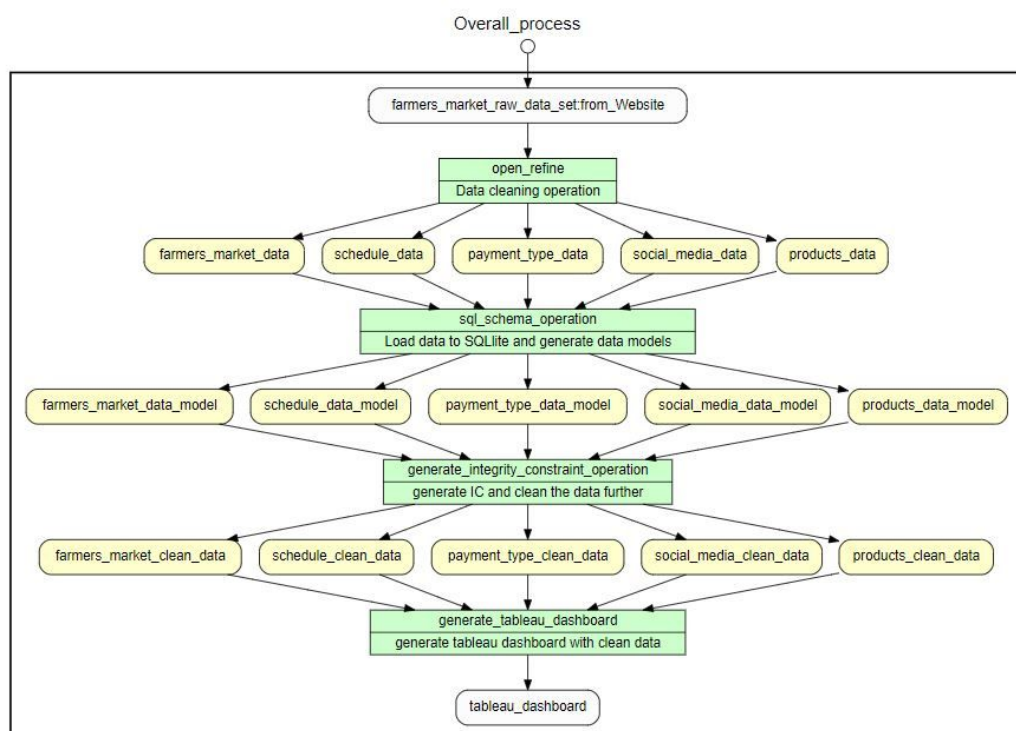 Overall_process
farmers_market_raw_data_set:from_Website
open_refine
Data cleaning operation
farmers_market_data
schedule_data
payment_type_data
social_media_data
products_data
sql_schema_operation
Load data to SQLlite and generate data models
farmers_market_data_model
schedule_data_model
payment_type_data_model
social_media_data_model
products_data_model
generate_integrity_constraint_operation
generate IC and clean the data further
farmers_market_clean_data
schedule_clean_data
payment_type_clean_data
social_media_clean_data
products_clean_data
generate_tableau_dashboard
generate tableau dashboard with clean data
tableau_dashboard